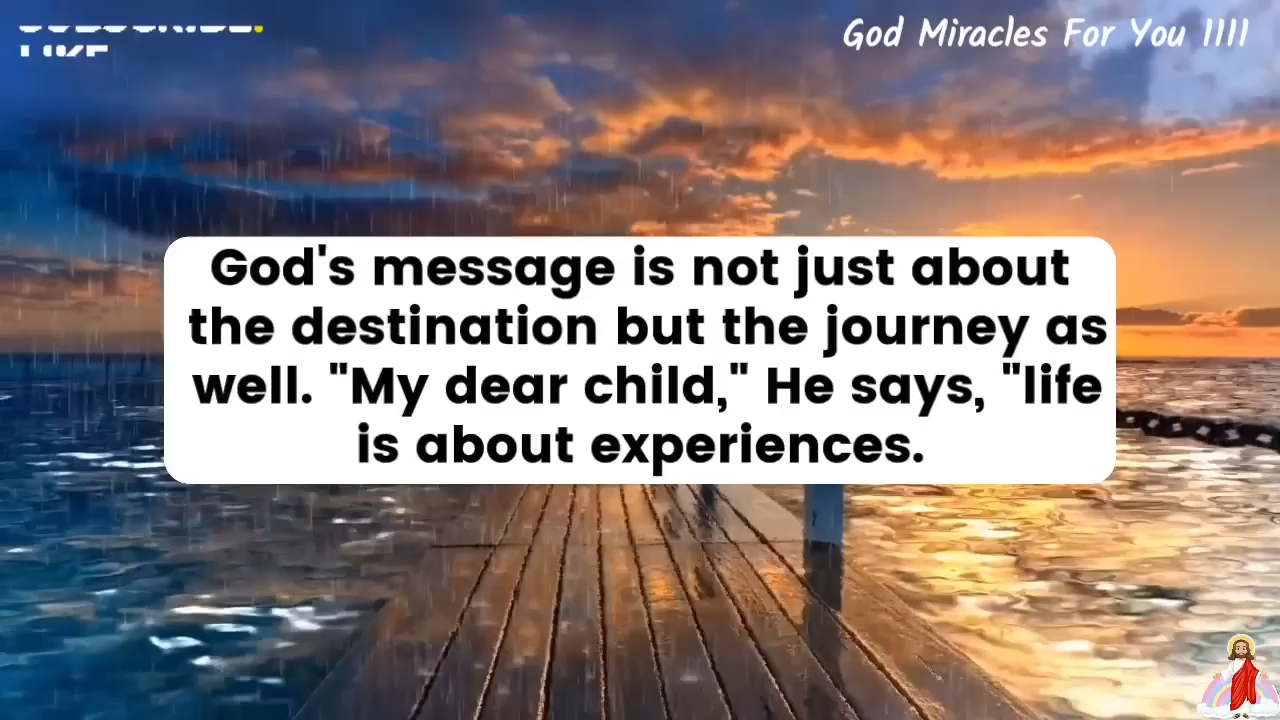 God Miracles For You 1111
God's message is not just about
the destination but the journey as
well. "My dear child," He says, "life
is about experiences.